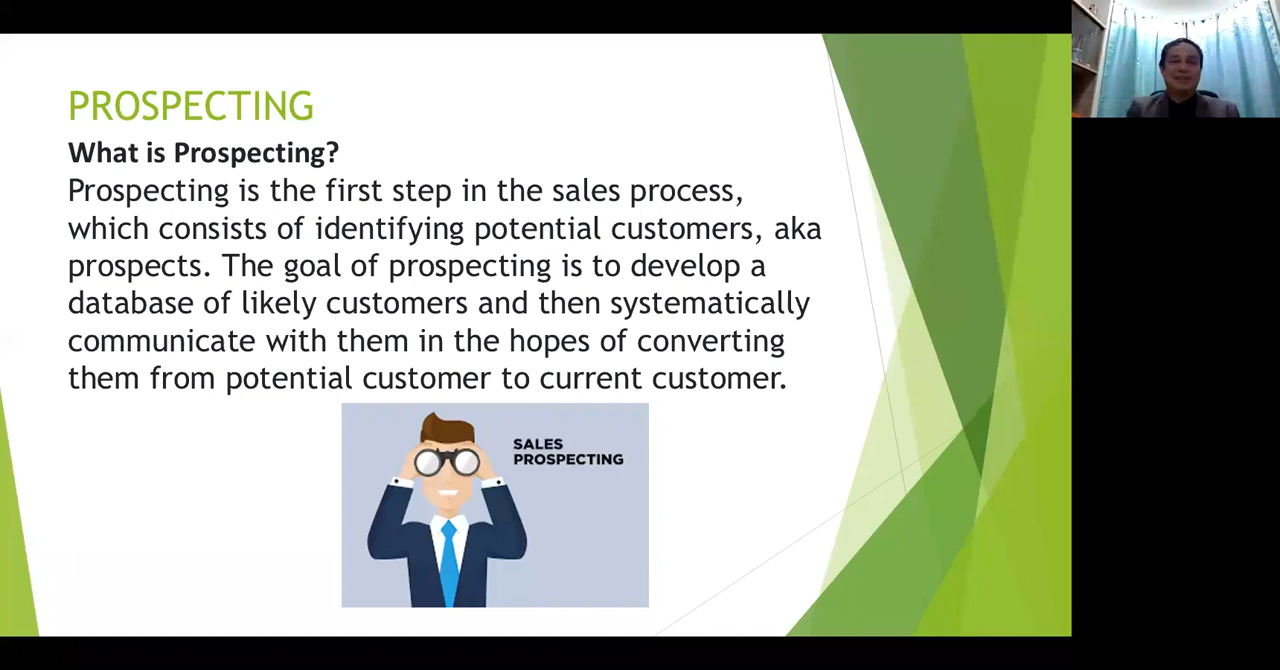 PROSPECTING
What is Prospecting?
Prospecting is the first step in the sales process,
which consists of identifying potential customers, aka
prospects. The goal of prospecting is to develop a
database of likely customers and then systematically
communicate with them in the hopes of converting
them from potential customer to current customer.
SALES
PROSPECTING